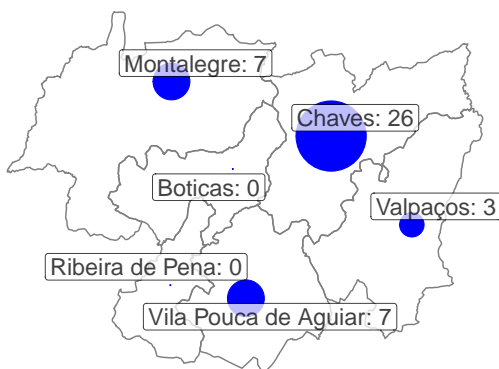 Montalegre: 7
Chaves: 26
Boticas: 0
Valpaços: 3
Ribeira de Pena: 0
Vila Pouca de Aguiar: 7